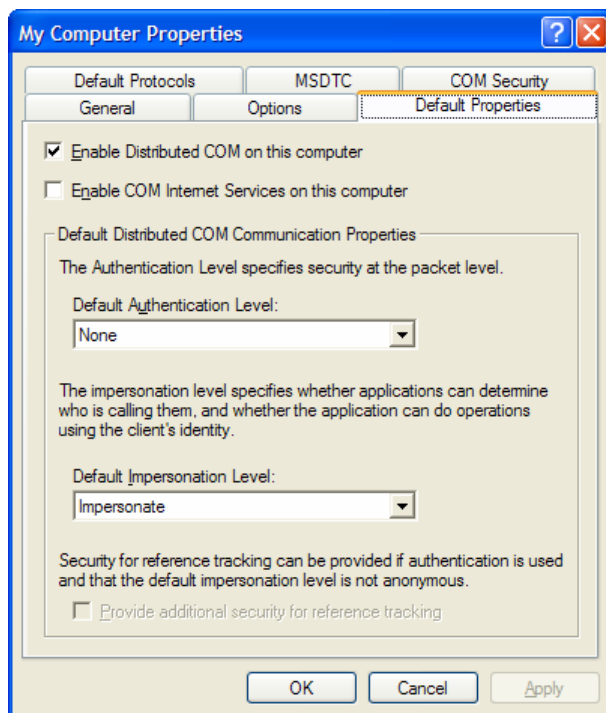 My Computer Properties
Default Protocols
MSDTC
COM Security
General
Options
Default Properties
Enable Distributed COM on this computer
Enable COM Internet Services on this computer
Default Distributed COM Communication Properties
The Authentication Level specifies security at the packet level.
Default Authentication Level:
None
The impersonation level specifies whether applications can determine
who is calling them, and whether the application can do operations
using the client's identity.
Default Impersonation Level:
Impersonate
Security for reference tracking can be provided if authentication is used
and that the default impersonation level is not anonymous.
Provide additional security for reference tracking
OK
Cancel
Apply